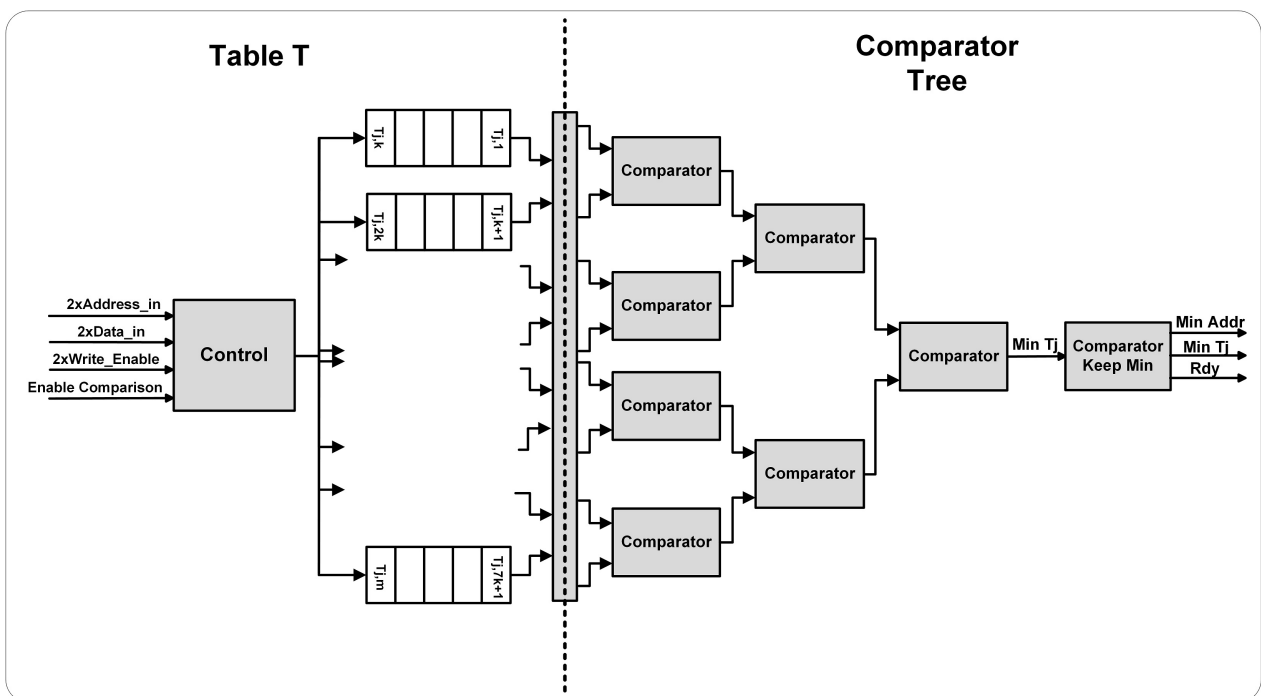 Table T
Comparator
Tree
Tj,k
Tj,1
Tj,2k
Tj,k+1
Tj,m
Tj,7k+1
2xAddress_in
2xData_in
2xWrite_Enable
Enable Comparison
Control
Comparator
Comparator
Comparator
Comparator
Comparator
Comparator
Comparator
Min Tj
Comparator
Keep Min
Min Addr
Min Tj
Rdy